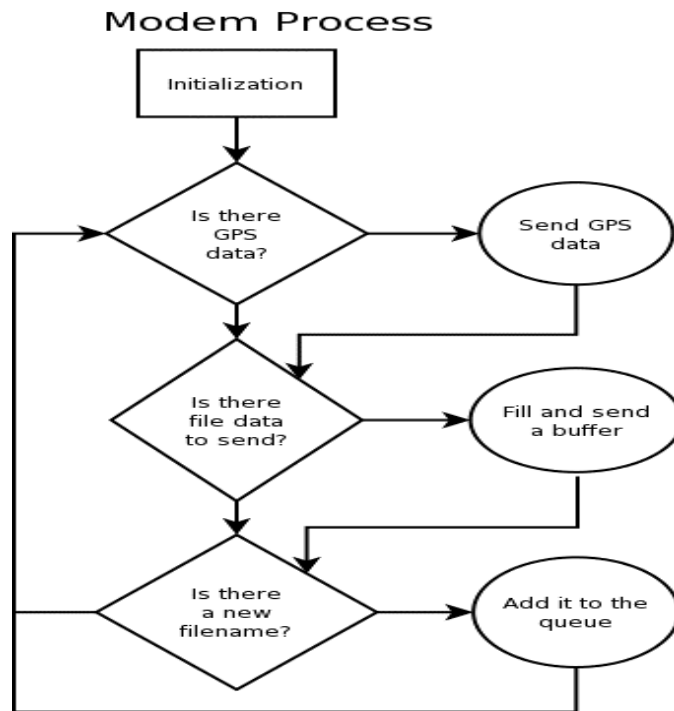 Modem Process
Initialization
Is there
GPS
data?
Send GPS
data
Is there
file data
to send?
Fill and send
a buffer
Is there
a new
filename?
Add it to the
queue